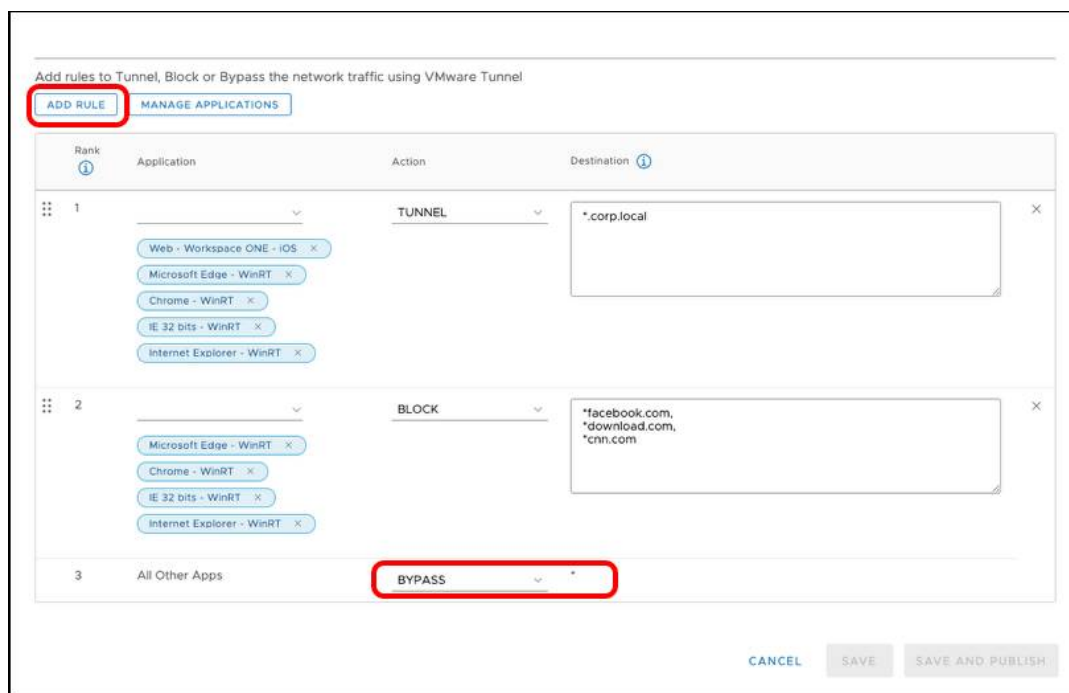 Add rules to Tunnel, Block or Bypass the network traffic using VMware Tunnel
ADD RULE MANAGE APPLICATIONS
Rank Application Action Destination
1 TUNNEL *.corp.local
Web - Workspace ONE - iOS ×
Microsoft Edge - WinRT ×
Chrome - WinRT ×
IE 32 bits - WinRT ×
Internet Explorer - WinRT ×
2 BLOCK *facebook.com,
*download.com,
*cnn.com
Microsoft Edge - WinRT ×
Chrome - WinRT ×
IE 32 bits - WinRT ×
Internet Explorer - WinRT ×
3 All Other Apps BYPASS *
CANCEL SAVE SAVE AND PUBLISH